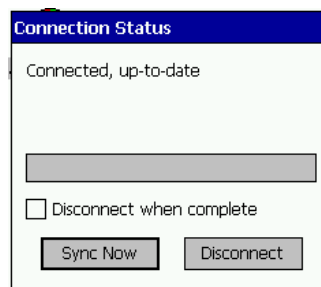 Connection Status
Connected, up-to-date
Disconnect when complete
Sync Now Disconnect